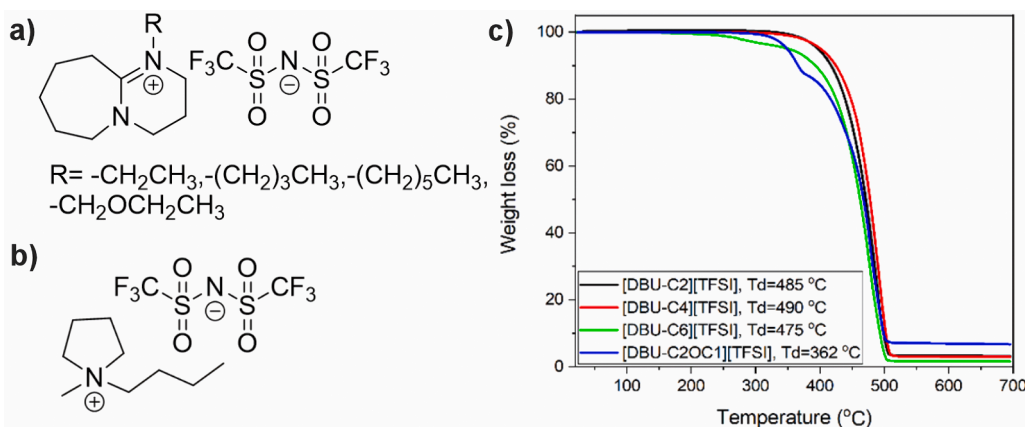 a)
R
N
⊕
N
F₃C
S
O
O
N
⊖
S
O
O
CF₃
R= -CH₂CH₃,-(CH₂)₃CH₃,-(CH₂)₅CH₃,
-CH₂OCH₂CH₃
b)
F₃C
S
O
O
N
⊖
S
O
O
CF₃
N
⊕
c)
Weight loss (%)
100
80
60
40
20
0
[DBU-C2][TFSI], Td=485 °C
[DBU-C4][TFSI], Td=490 °C
[DBU-C6][TFSI], Td=475 °C
[DBU-C2OC1][TFSI], Td=362 °C
100 200 300 400 500 600 700
Temperature (°C)